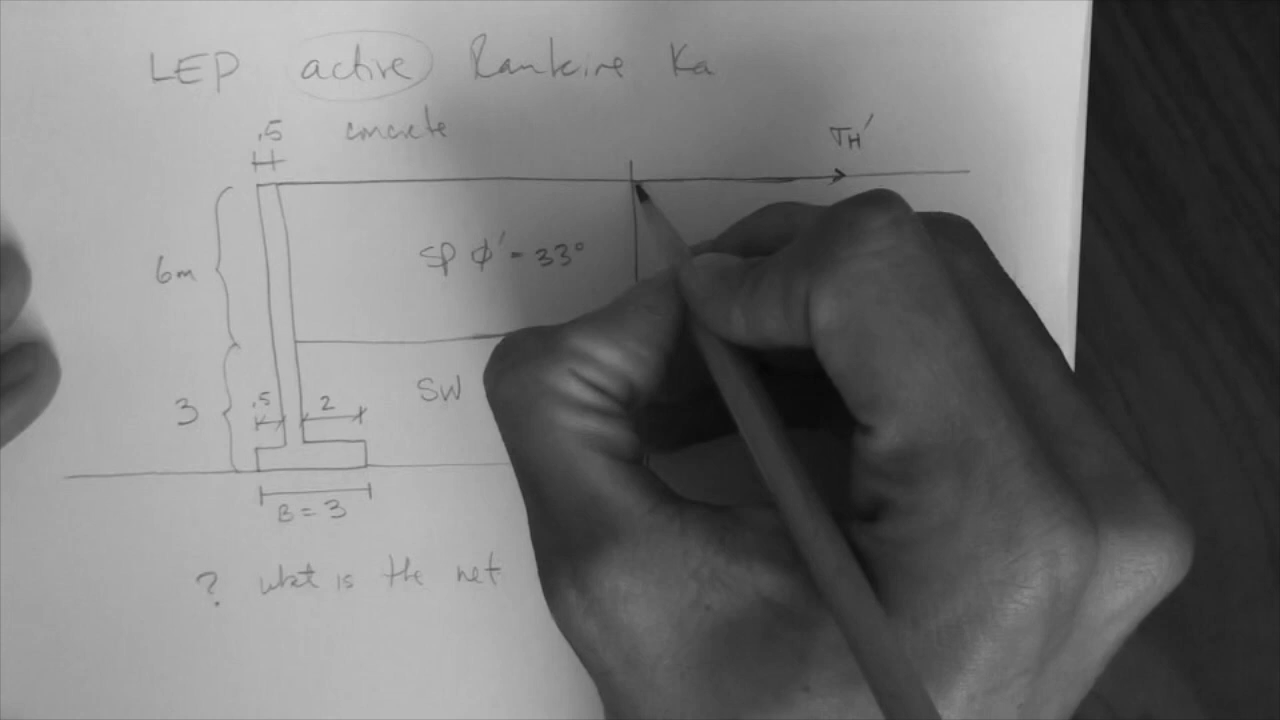 LEP active Rankine Ka
.5 concrete
σH'
6m
SP ϕ' = 33°
3
.5
2
SW
B = 3
? what is the net